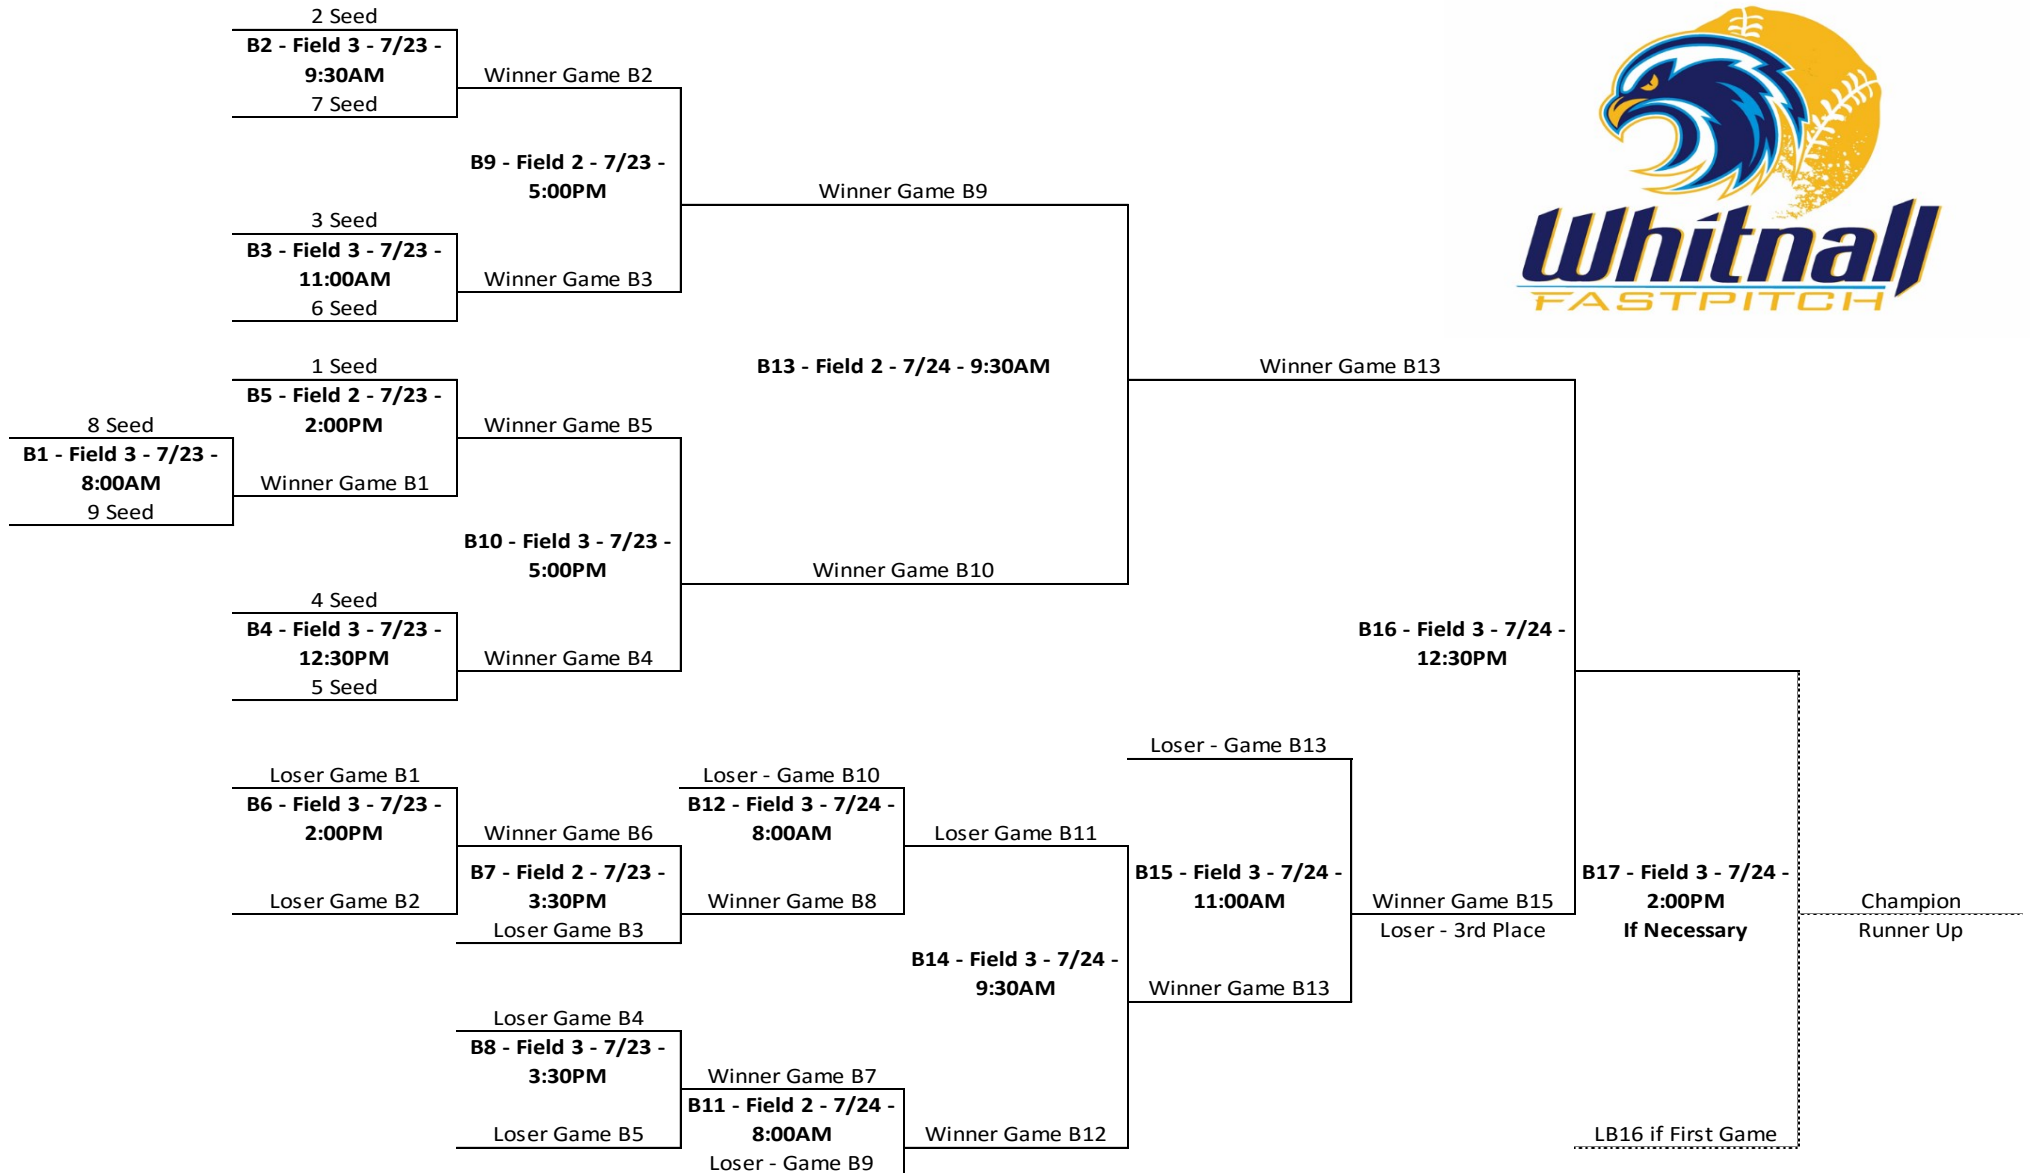 2 Seed
B2 - Field 3 - 7/23 -
9:30AM
7 Seed
Winner Game B2
B9 - Field 2 - 7/23 -
5:00PM
3 Seed
B3 - Field 3 - 7/23 -
11:00AM
6 Seed
Winner Game B3
Winner Game B9
Whitnall
FASTPITCH
1 Seed
B5 - Field 2 - 7/23 -
2:00PM
8 Seed
B1 - Field 3 - 7/23 -
8:00AM
9 Seed
Winner Game B1
Winner Game B5
B10 - Field 3 - 7/23 -
5:00PM
4 Seed
B4 - Field 3 - 7/23 -
12:30PM
5 Seed
Winner Game B4
Winner Game B10
B13 - Field 2 - 7/24 - 9:30AM
Winner Game B13
B16 - Field 3 - 7/24 -
12:30PM
Loser Game B1
B6 - Field 3 - 7/23 -
2:00PM
Loser Game B2
Winner Game B6
B7 - Field 2 - 7/23 -
3:30PM
Loser Game B3
Loser - Game B10
B12 - Field 3 - 7/24 -
8:00AM
Winner Game B8
Loser Game B11
B14 - Field 3 - 7/24 -
9:30AM
Loser Game B4
B8 - Field 3 - 7/23 -
3:30PM
Loser Game B5
Winner Game B7
B11 - Field 2 - 7/24 -
8:00AM
Loser - Game B9
Winner Game B12
Loser - Game B13
B15 - Field 3 - 7/24 -
11:00AM
Winner Game B13
Winner Game B15
Loser - 3rd Place
B17 - Field 3 - 7/24 -
2:00PM
If Necessary
LB16 if First Game
Champion
Runner Up